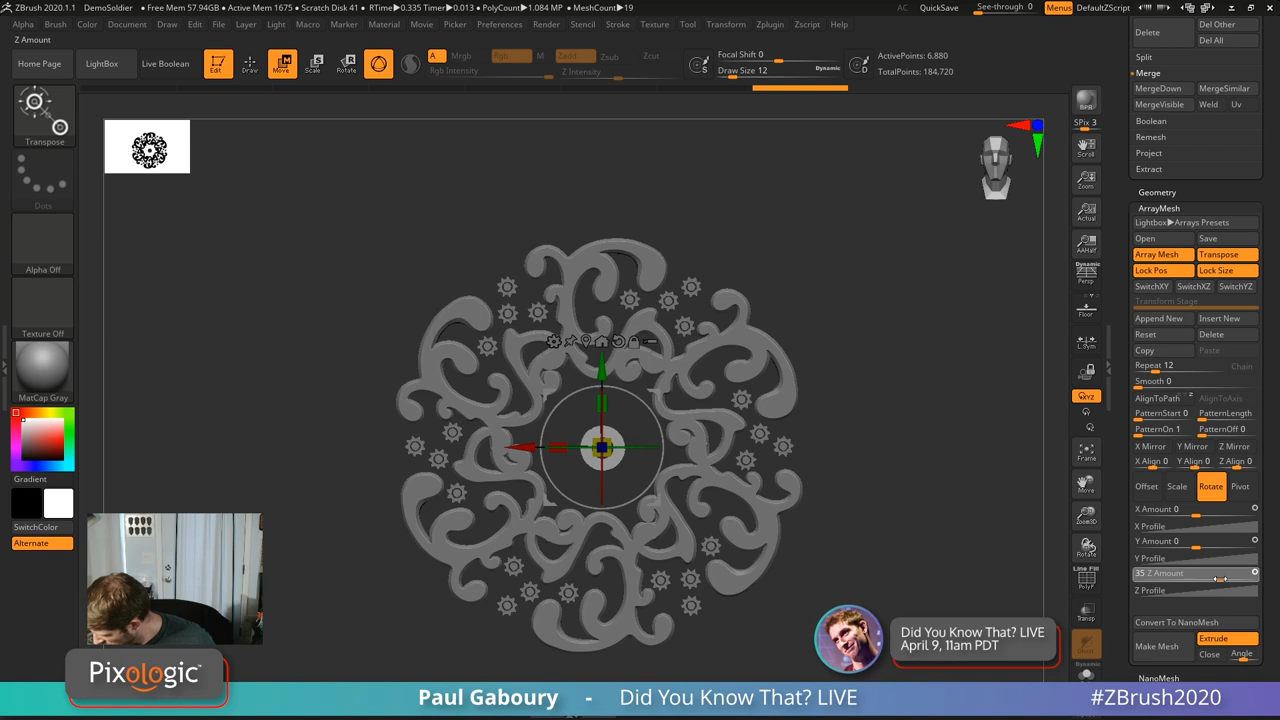 ZBrush 2020.1.1 DemoSoldier • Free Mem 57.94GB • Active Mem 1675 • Scratch Disk 41 • RTime▶0.335 Timer▶0.013 • PolyCount▶1.084 MP • MeshCount▶19 AC QuickSave See-through 0 Menus DefaultZScript
Alpha Brush Color Document Draw Edit File Layer Light Macro Marker Material Movie Picker Preferences Render Stencil Stroke Texture Tool Transform Zplugin Zscript Help
Z Amount
Home Page LightBox Live Boolean Edit Draw Move Scale Rotate
A Mrgb Rgb M Zadd Zsub Zcut
Rgb Intensity Z Intensity
S Focal Shift 0
Draw Size 12 Dynamic D
ActivePoints: 6,880
TotalPoints: 184,720
Transpose
Dots
Alpha Off
Texture Off
MatCap Gray
Gradient
SwitchColor
Alternate
BPR
SPix 3
Scroll
Zoom
Actual
AAHalf
Dynamic
Persp
Floor
L.Sym
XYZ
Frame
Move
Zoom3D
Rotate
Line Fill
PolyF
Transp
Dynamic
Delete Del Other
Del All
Split
Merge
MergeDown MergeSimilar
MergeVisible Weld Uv
Boolean
Remesh
Project
Extract
Geometry
ArrayMesh
Lightbox▶Arrays Presets
Open Save
Array Mesh Transpose
Lock Pos Lock Size
SwitchXY SwitchXZ SwitchYZ
Transform Stage
Append New Insert New
Reset Delete
Copy Paste
Repeat 12 Chain
Smooth 0
AlignToPath AlignToAxis
PatternStart 0 PatternLength
PatternOn 1 PatternOff 0
X Mirror Y Mirror Z Mirror
X Align 0 Y Align 0 Z Align 0
Offset Scale Rotate Pivot
X Amount 0
X Profile
Y Amount 0
Y Profile
35 Z Amount
Z Profile
Convert To NanoMesh
Make Mesh Extrude
Close Angle
NanoMesh
Did You Know That? LIVE
April 9, 11am PDT
Pixologic™
Paul Gaboury - Did You Know That? LIVE #ZBrush2020